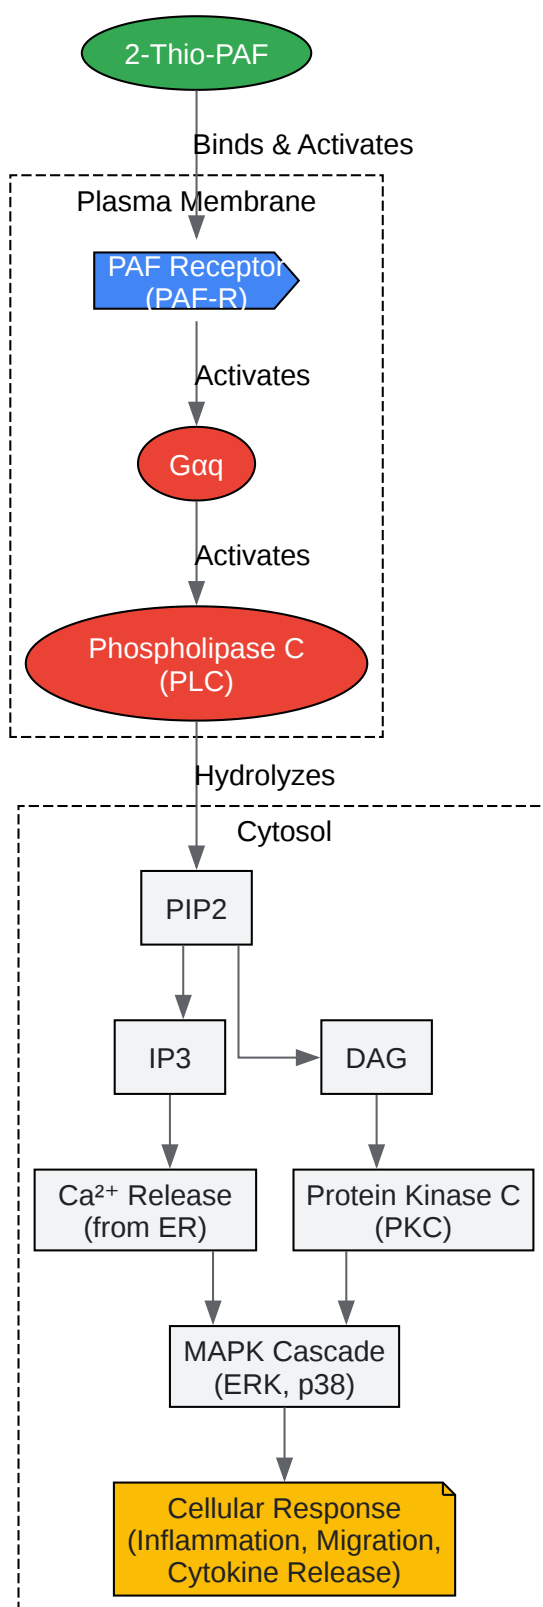 2-Thio-PAF
Binds & Activates
Plasma Membrane
PAF Receptor
(PAF-R)
Activates
Gαq
Activates
Phospholipase C
(PLC)
Hydrolyzes
Cytosol
PIP2
IP3
DAG
Ca²⁺ Release
(from ER)
Protein Kinase C
(PKC)
MAPK Cascade
(ERK, p38)
Cellular Response
(Inflammation, Migration,
Cytokine Release)